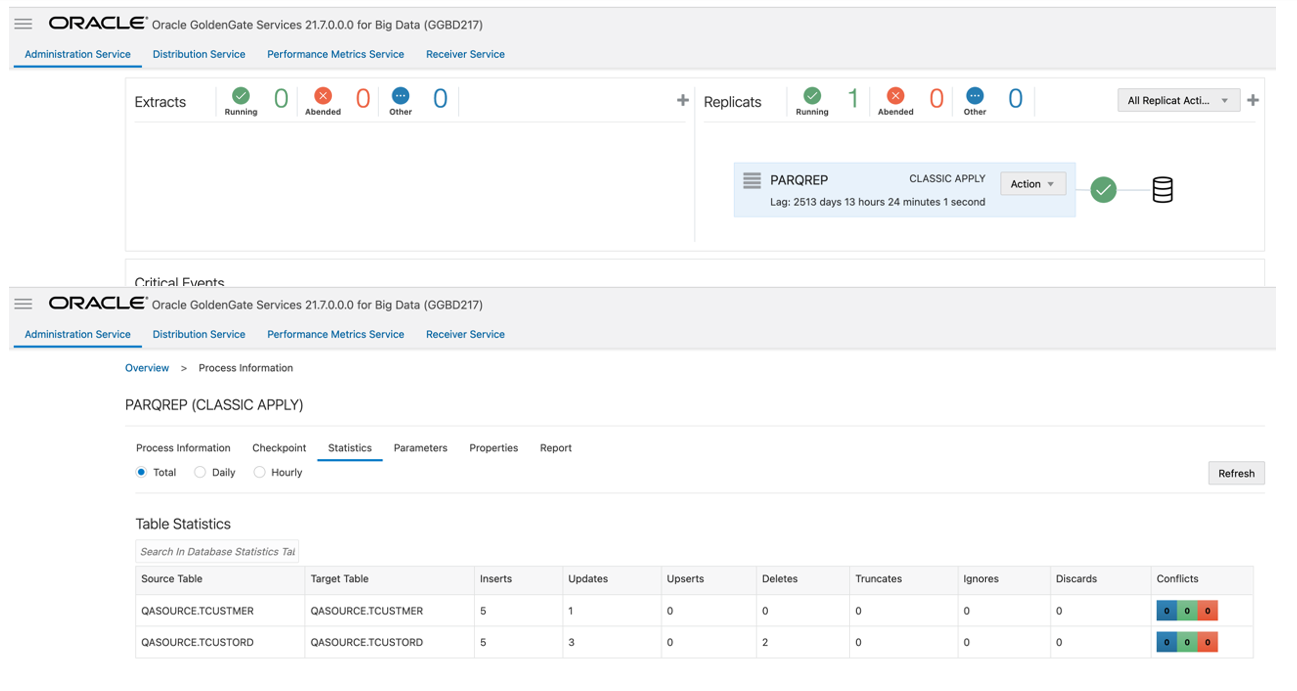 ORACLE Oracle GoldenGate Services 21.7.0.0.0 for Big Data (GGBD217)
Administration Service Distribution Service Performance Metrics Service Receiver Service
Extracts Running 0 Abended 0 Other 0
Replicats Running 1 Abended 0 Other 0 All Replicat Acti...
PARQREP CLASSIC APPLY Action
Lag: 2513 days 13 hours 24 minutes 1 second
Critical Events
ORACLE Oracle GoldenGate Services 21.7.0.0.0 for Big Data (GGBD217)
Administration Service Distribution Service Performance Metrics Service Receiver Service
Overview > Process Information
PARQREP (CLASSIC APPLY)
Process Information Checkpoint Statistics Parameters Properties Report
Total Daily Hourly
Refresh
Table Statistics
Search In Database Statistics Tal
Source Table Target Table Inserts Updates Upserts Deletes Truncates Ignores Discards Conflicts
QASOURCE.TCUSTMER QASOURCE.TCUSTMER 5 1 0 0 0 0 0 0 0 0
QASOURCE.TCUSTORD QASOURCE.TCUSTORD 5 3 0 2 0 0 0 0 0 0